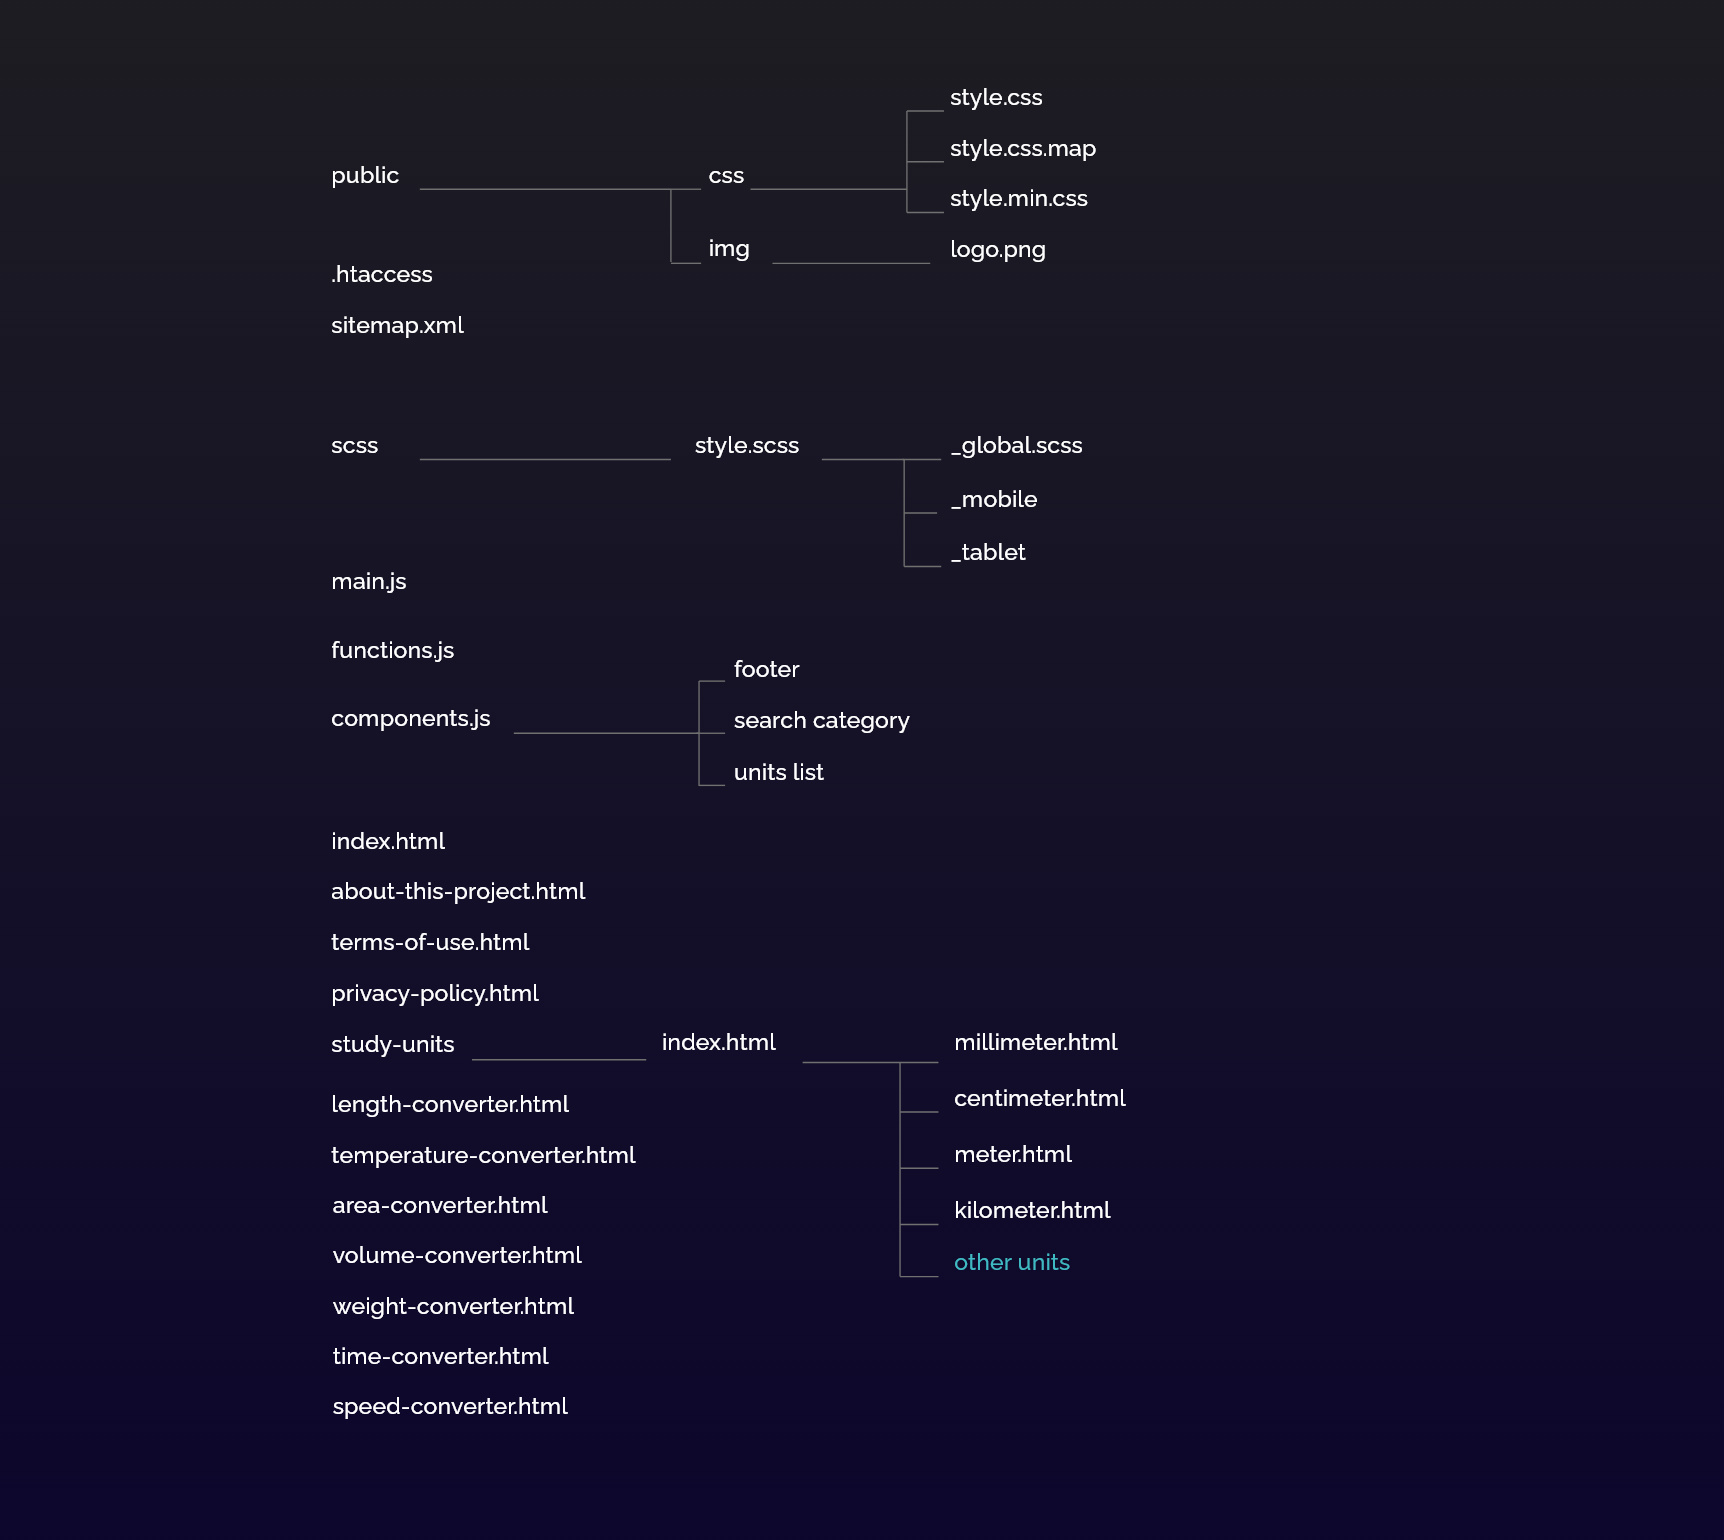 public
css
style.css
style.css.map
style.min.css
img
logo.png
.htaccess
sitemap.xml
scss
style.scss
_global.scss
_mobile
_tablet
main.js
functions.js
components.js
footer
search category
units list
index.html
about-this-project.html
terms-of-use.html
privacy-policy.html
study-units
index.html
millimeter.html
centimeter.html
meter.html
kilometer.html
other units
length-converter.html
temperature-converter.html
area-converter.html
volume-converter.html
weight-converter.html
time-converter.html
speed-converter.html